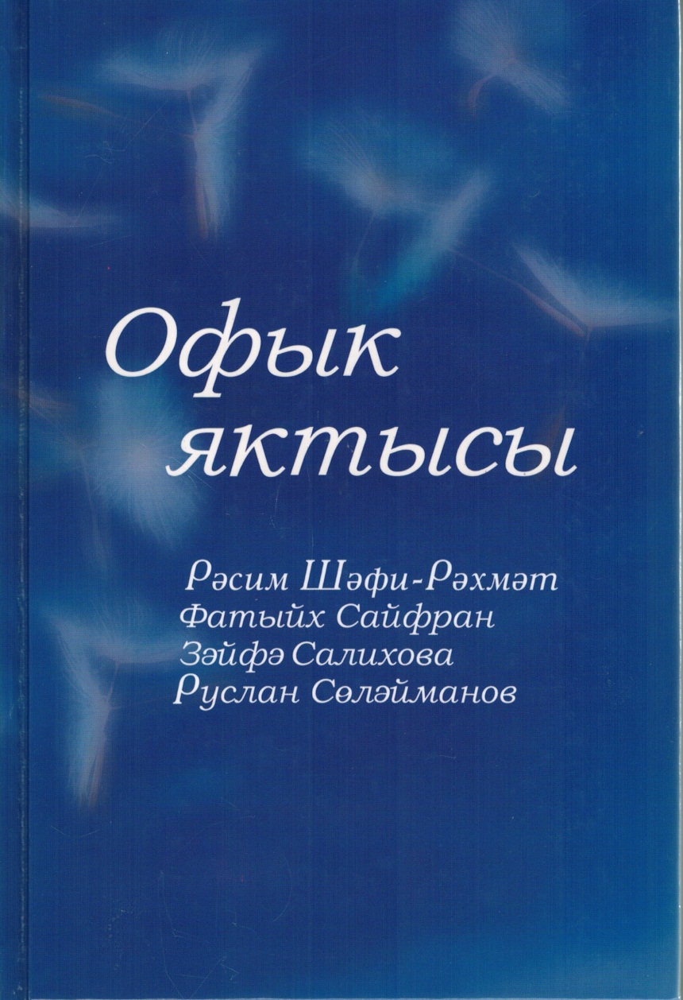 Офык
яктысы
Рәсим Шәфи-Рәхмәт
Фатыйх Сайфран
Зәйфә Салихова
Руслан Сөләйманов